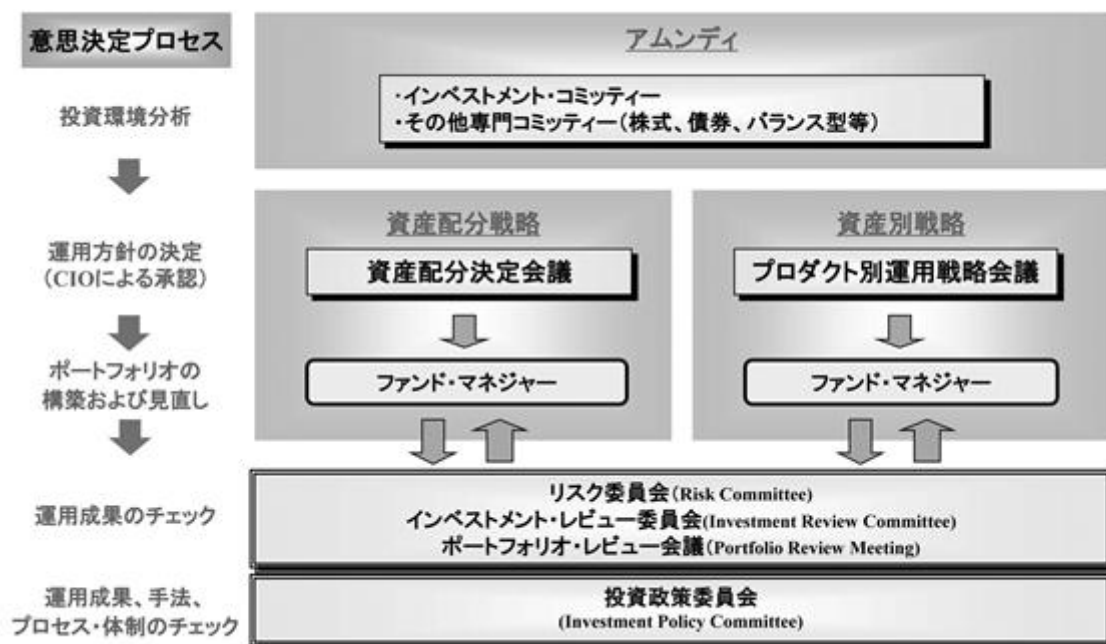 意思決定プロセス
アムンディ
投資環境分析
・インベストメント・コミッティー
・その他専門コミッティー(株式、債券、バランス型等)
資産配分戦略
資産別戦略
運用方針の決定
(CIOによる承認)
資産配分決定会議
プロダクト別運用戦略会議
ポートフォリオの
構築および見直し
ファンド・マネジャー
ファンド・マネジャー
運用成果のチェック
リスク委員会(Risk Committee)
インベストメント・レビュー委員会(Investment Review Committee)
ポートフォリオ・レビュー会議(Portfolio Review Meeting)
運用成果、手法、
プロセス・体制のチェック
投資政策委員会
(Investment Policy Committee)